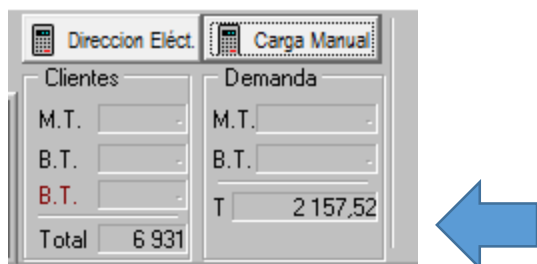 Direccion Eléct. Carga Manual
Clientes Demanda
M.T. - M.T. -
B.T. - B.T. -
B.T. -
T 2 157,52
Total 6 931